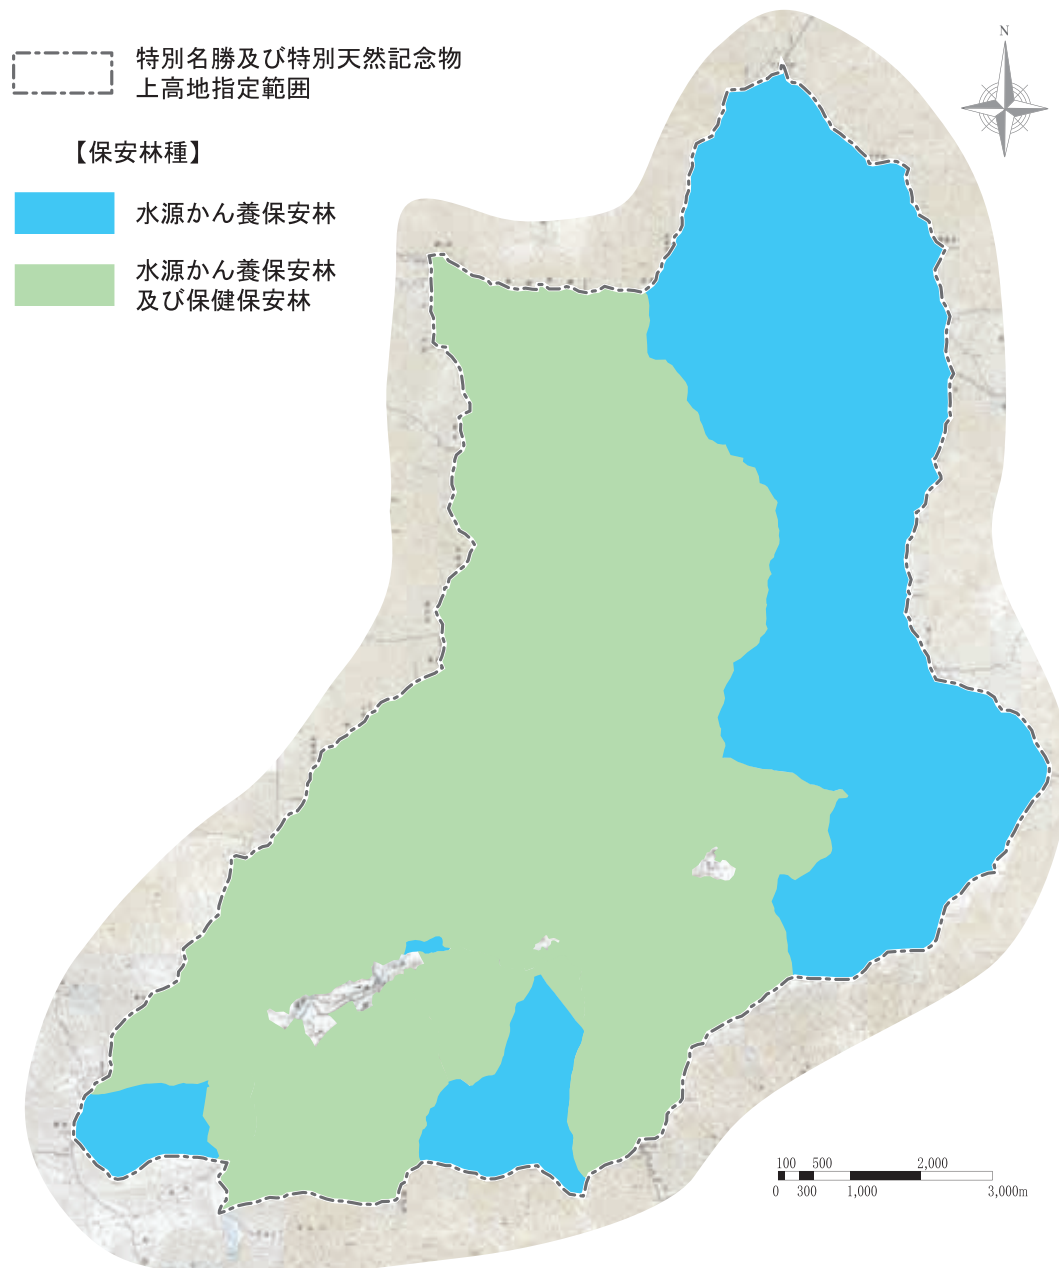 特別名勝及び特別天然記念物
上高地指定範囲
【保安林種】
水源かん養保安林
水源かん養保安林
及び保健保安林
N
100 500 2,000
0 300 1,000 3,000m